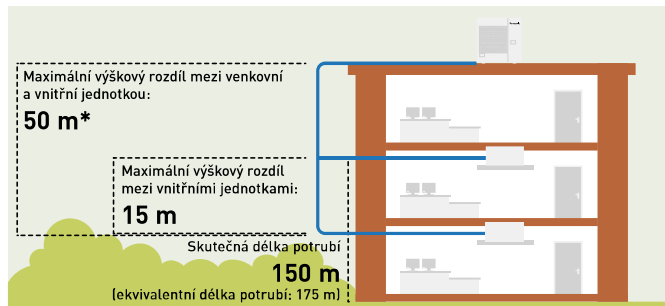 Maximální výškový rozdíl mezi venkovní
a vnitřní jednotkou:
50 m*
Maximální výškový rozdíl
mezi vnitřními jednotkami:
15 m
Skutečná délka potrubí
150 m
(ekvivalentní délka potrubí: 175 m)